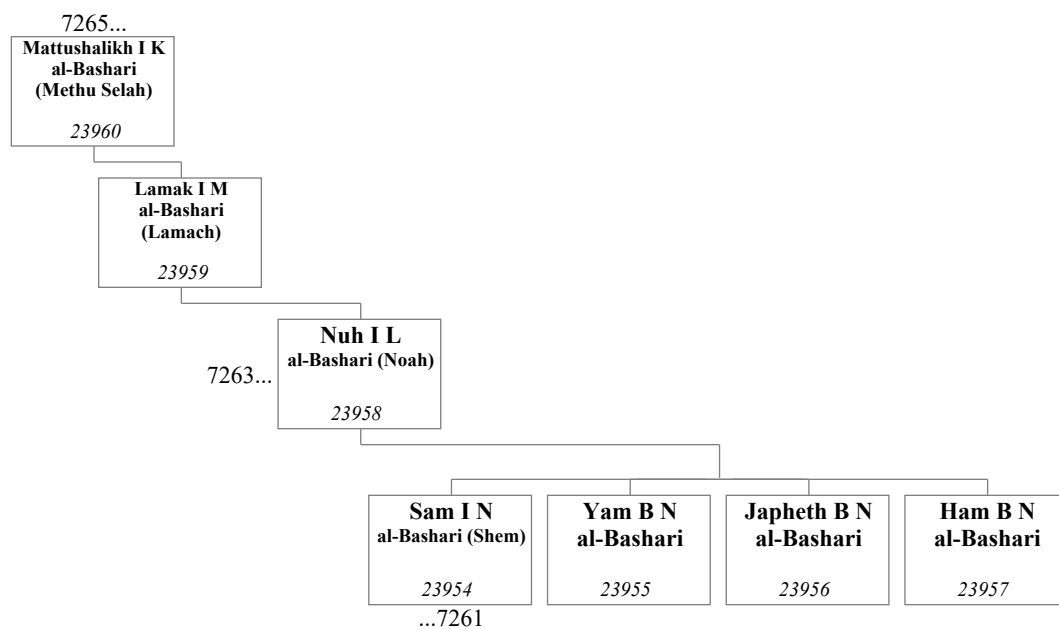 7265...
Mattushalikh I K
al-Bashari
(Methu Selah)
23960
Lamak I M
al-Bashari
(Lamach)
23959
Nuh I L
al-Bashari (Noah)
7263...
23958
Sam I N
al-Bashari (Shem)
23954
...7261
Yam B N
al-Bashari
23955
Japheth B N
al-Bashari
23956
Ham B N
al-Bashari
23957